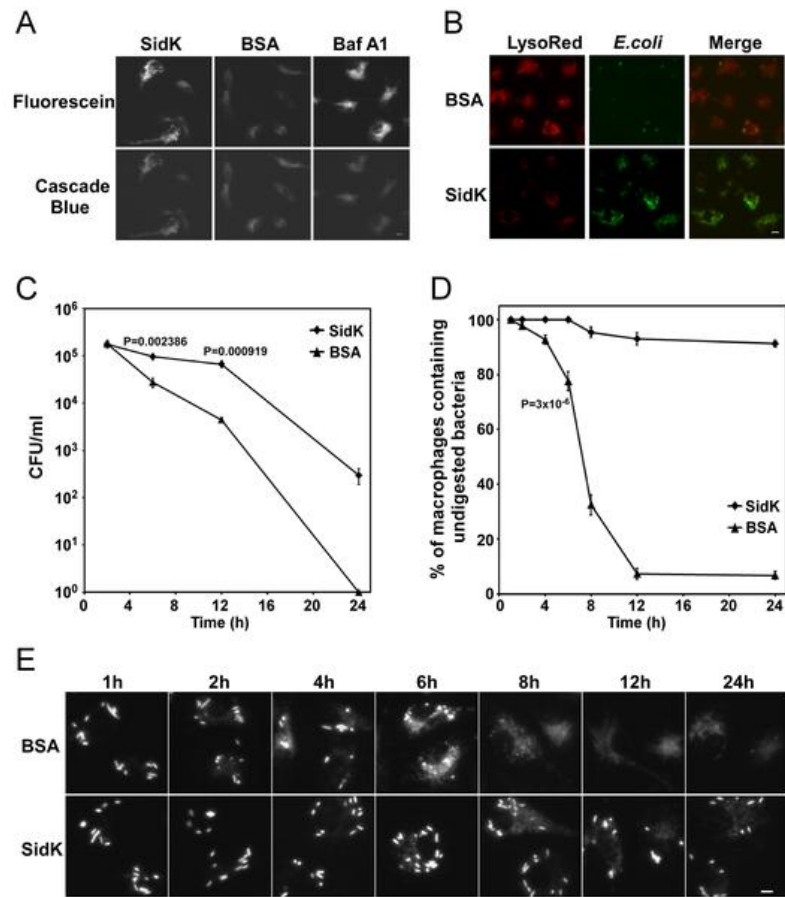 A
SidK BSA Baf A1
Fluorescein
Cascade
Blue
B
LysoRed E.coli Merge
BSA
SidK
C
10⁶
10⁵
10⁴
10³
10²
10¹
10⁰
CFU/ml
P=0.002386
P=0.000919
SidK
BSA
0 4 8 12 16 20 24
Time (h)
D
100
80
60
40
20
0
% of macrophages containing
undigested bacteria
P=3x10⁻⁶
SidK
BSA
0 4 8 12 16 20 24
Time (h)
E
1h 2h 4h 6h 8h 12h 24h
BSA
SidK